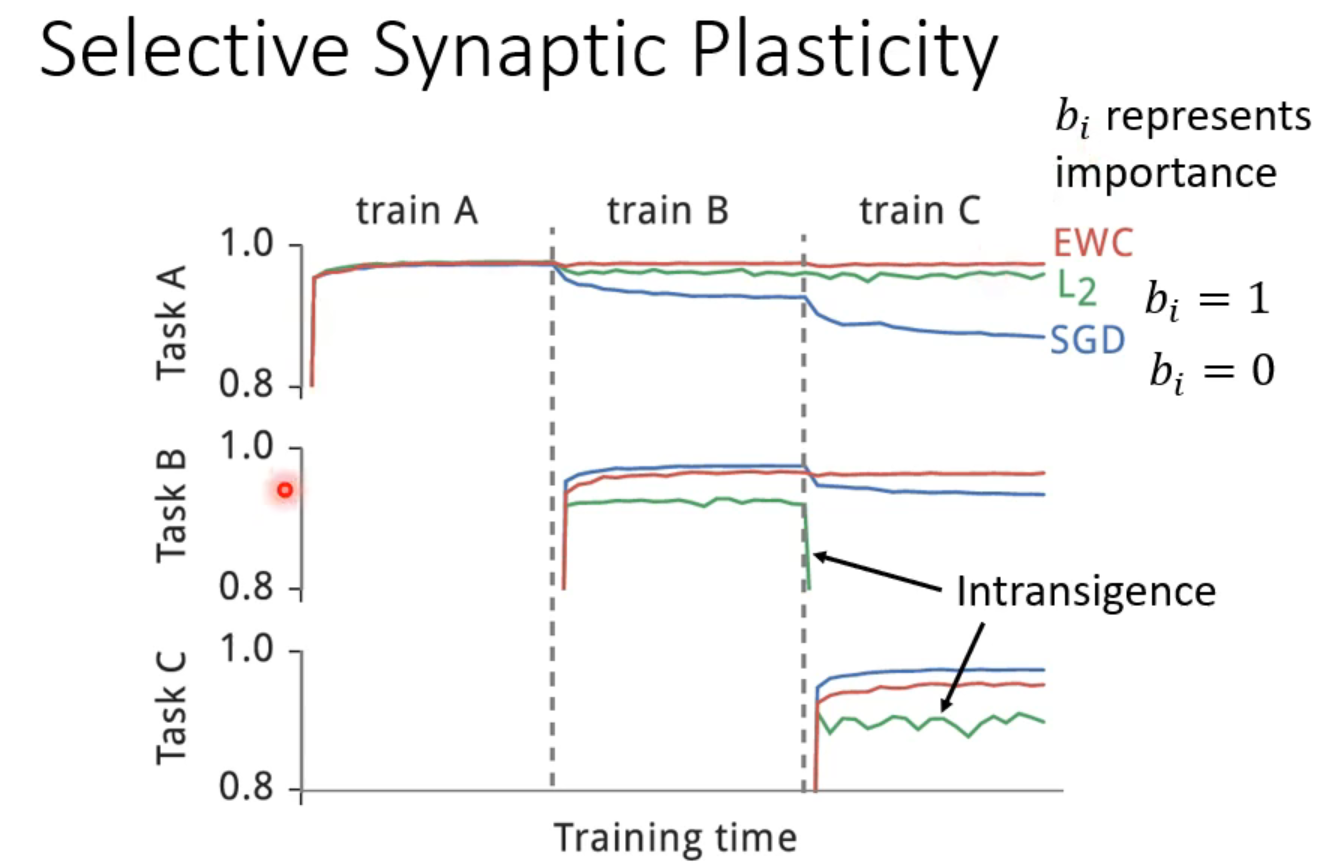 Selective Synaptic Plasticity
b_i represents
importance
train A train B train C
EWC
L2 b_i = 1
SGD
b_i = 0
Task A
1.0
0.8
Task B
1.0
0.8
Intransigence
Task C
1.0
0.8
Training time